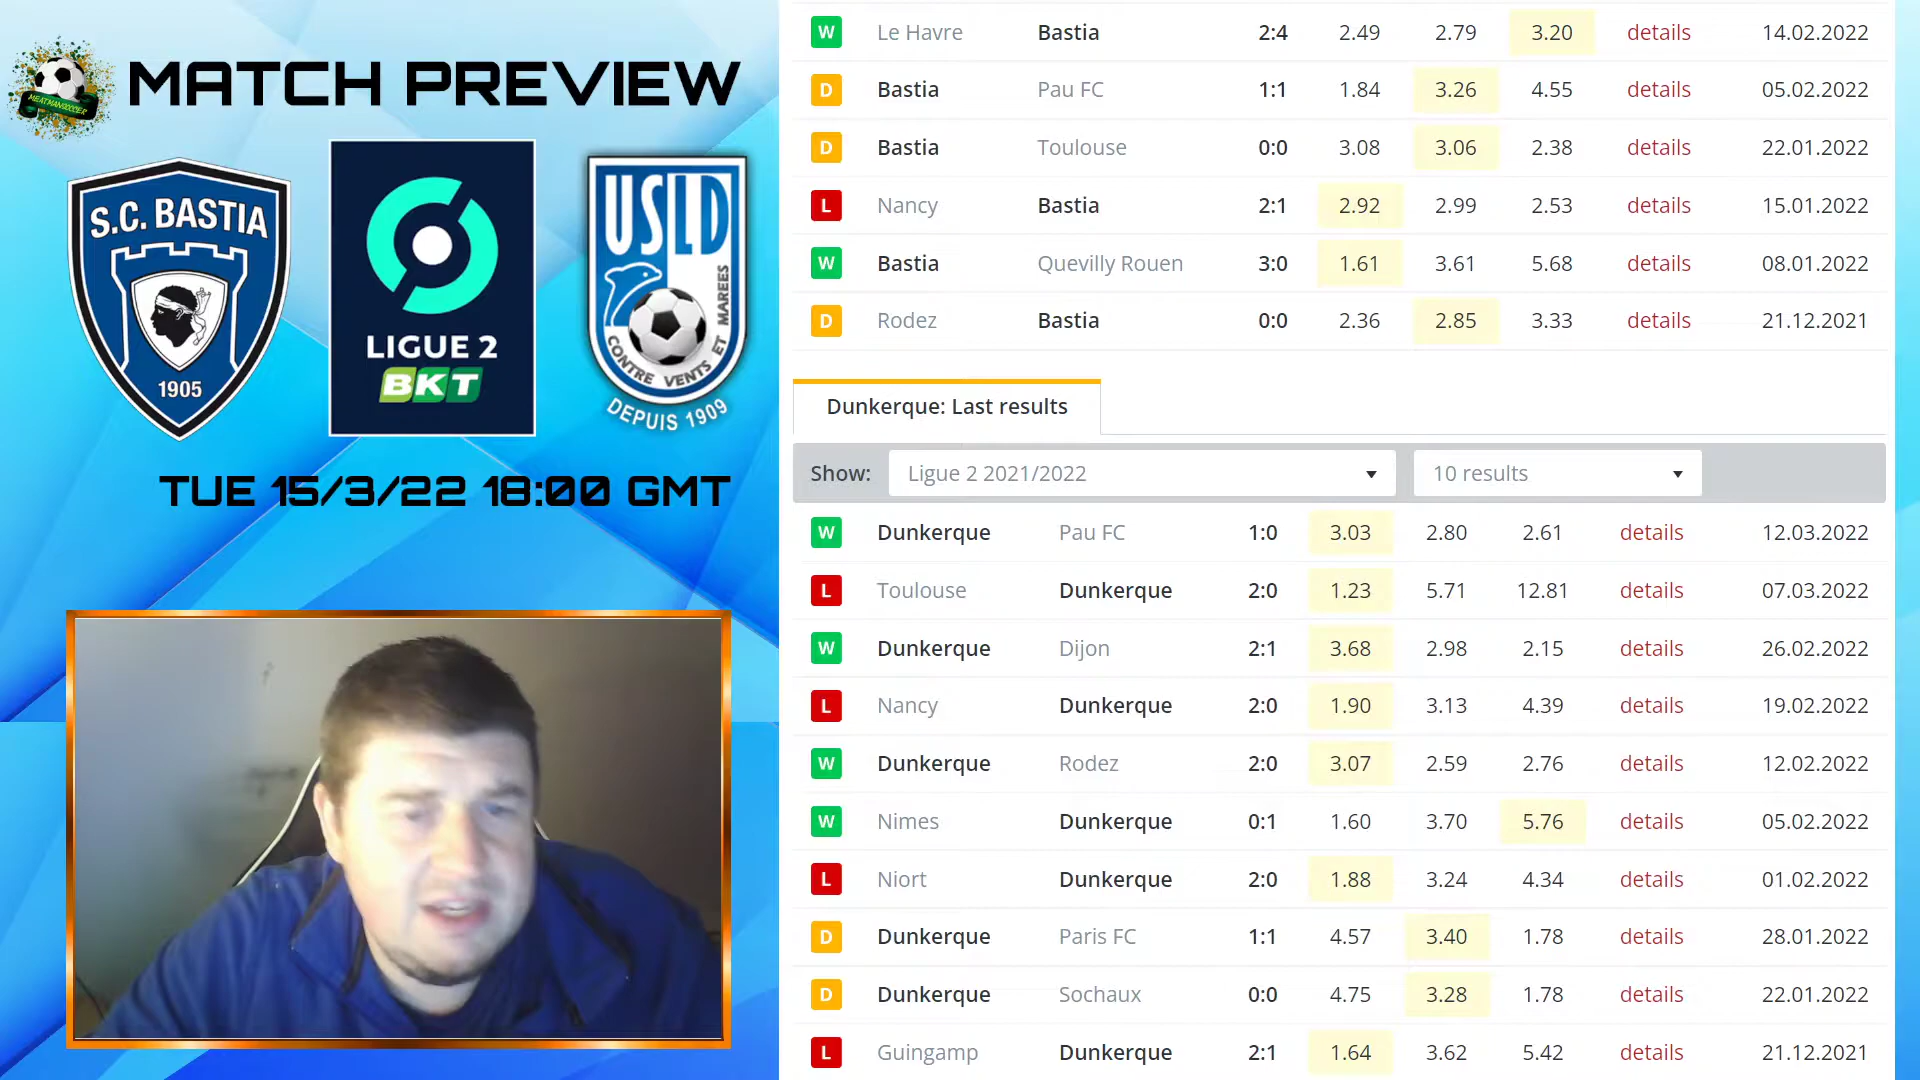 MEATMANSOCCER
MATCH PREVIEW
S.C. BASTIA
1905
LIGUE 2
BKT
USLD
CONTRE VENTS ET MAREES
DEPUIS 1909
TUE 15/3/22 18:00 GMT
W Le Havre Bastia 2:4 2.49 2.79 3.20 details 14.02.2022
D Bastia Pau FC 1:1 1.84 3.26 4.55 details 05.02.2022
D Bastia Toulouse 0:0 3.08 3.06 2.38 details 22.01.2022
L Nancy Bastia 2:1 2.92 2.99 2.53 details 15.01.2022
W Bastia Quevilly Rouen 3:0 1.61 3.61 5.68 details 08.01.2022
D Rodez Bastia 0:0 2.36 2.85 3.33 details 21.12.2021
Dunkerque: Last results
Show: Ligue 2 2021/2022 10 results
W Dunkerque Pau FC 1:0 3.03 2.80 2.61 details 12.03.2022
L Toulouse Dunkerque 2:0 1.23 5.71 12.81 details 07.03.2022
W Dunkerque Dijon 2:1 3.68 2.98 2.15 details 26.02.2022
L Nancy Dunkerque 2:0 1.90 3.13 4.39 details 19.02.2022
W Dunkerque Rodez 2:0 3.07 2.59 2.76 details 12.02.2022
W Nimes Dunkerque 0:1 1.60 3.70 5.76 details 05.02.2022
L Niort Dunkerque 2:0 1.88 3.24 4.34 details 01.02.2022
D Dunkerque Paris FC 1:1 4.57 3.40 1.78 details 28.01.2022
D Dunkerque Sochaux 0:0 4.75 3.28 1.78 details 22.01.2022
L Guingamp Dunkerque 2:1 1.64 3.62 5.42 details 21.12.2021